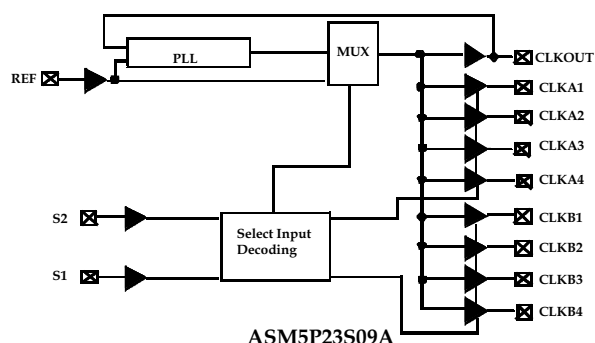 PLL
MUX
REF
CLKOUT
CLKA1
CLKA2
CLKA3
CLKA4
S2
S1
Select Input
Decoding
CLKB1
CLKB2
CLKB3
CLKB4
ASM5P23S09A